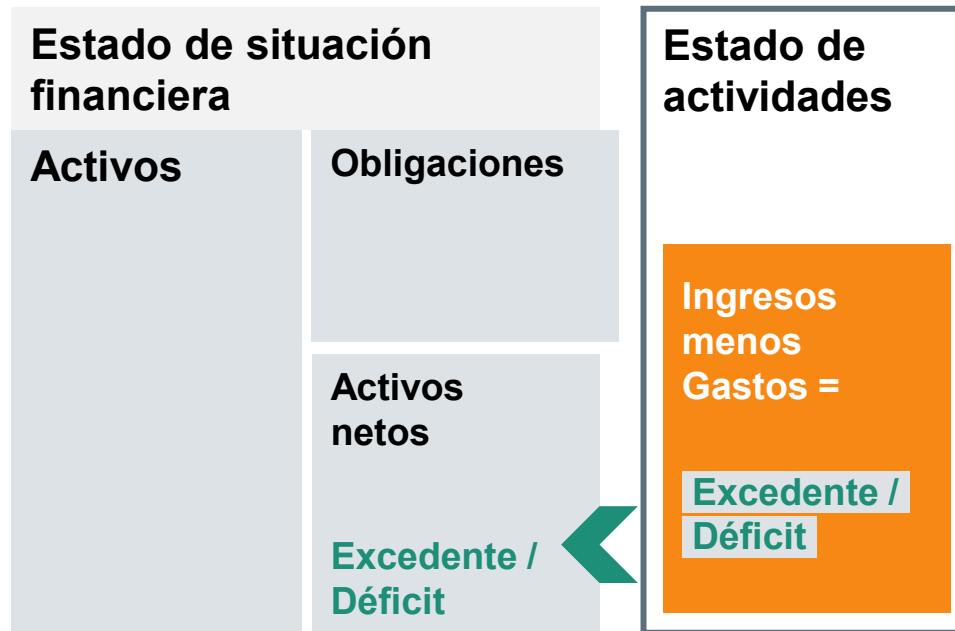 Estado de situación
financiera
Activos
Obligaciones
Activos
netos
Excedente /
Déficit
Estado de
actividades
Ingresos
menos
Gastos =
Excedente /
Déficit